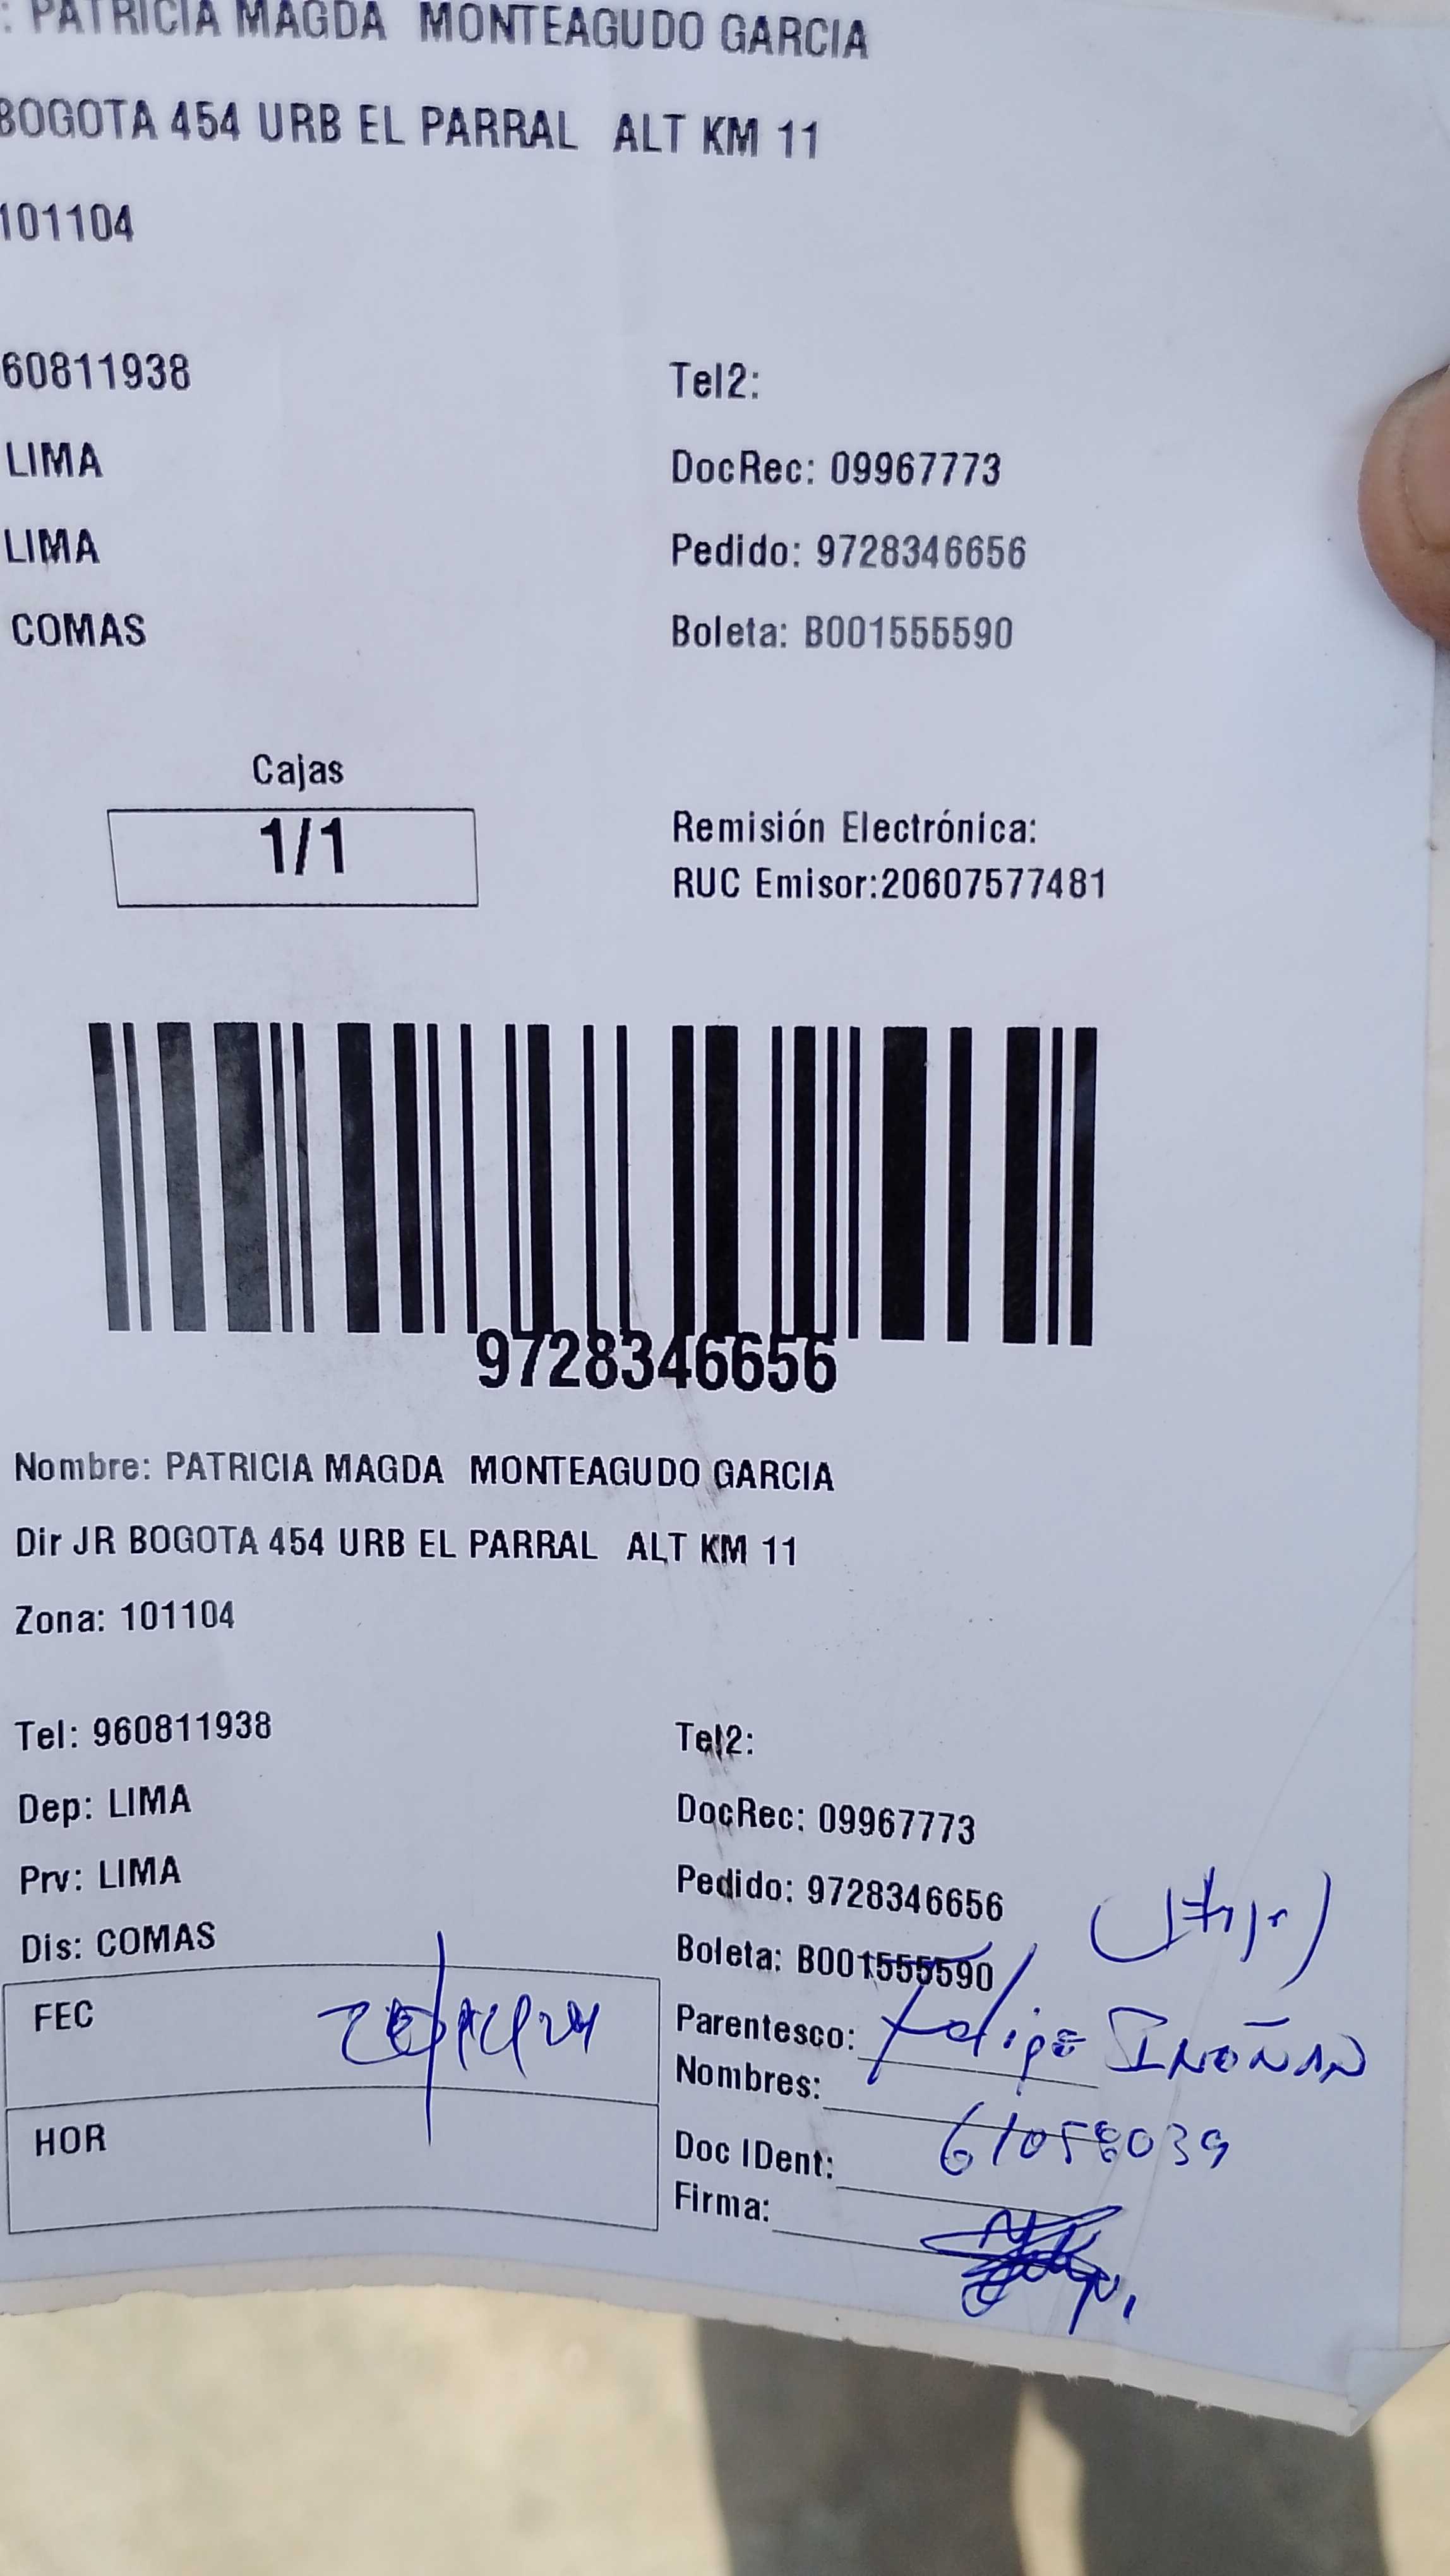 : PATRICIA MAGDA MONTEAGUDO GARCIA
BOGOTA 454 URB EL PARRAL ALT KM 11
101104
60811938 Tel2:
LIMA DocRec: 09967773
LIMA Pedido: 9728346656
COMAS Boleta: B001555590
Cajas
1/1
Remisión Electrónica:
RUC Emisor:20607577481
9728346656
Nombre: PATRICIA MAGDA MONTEAGUDO GARCIA
Dir JR BOGOTA 454 URB EL PARRAL ALT KM 11
Zona: 101104
Tel: 960811938 Tel2:
Dep: LIMA DocRec: 09967773
Prv: LIMA Pedido: 9728346656
Dis: COMAS Boleta: B001555590
FEC
Parentesco: Felipe
Nombres:
HOR
Doc IDent: 61058039
Firma: